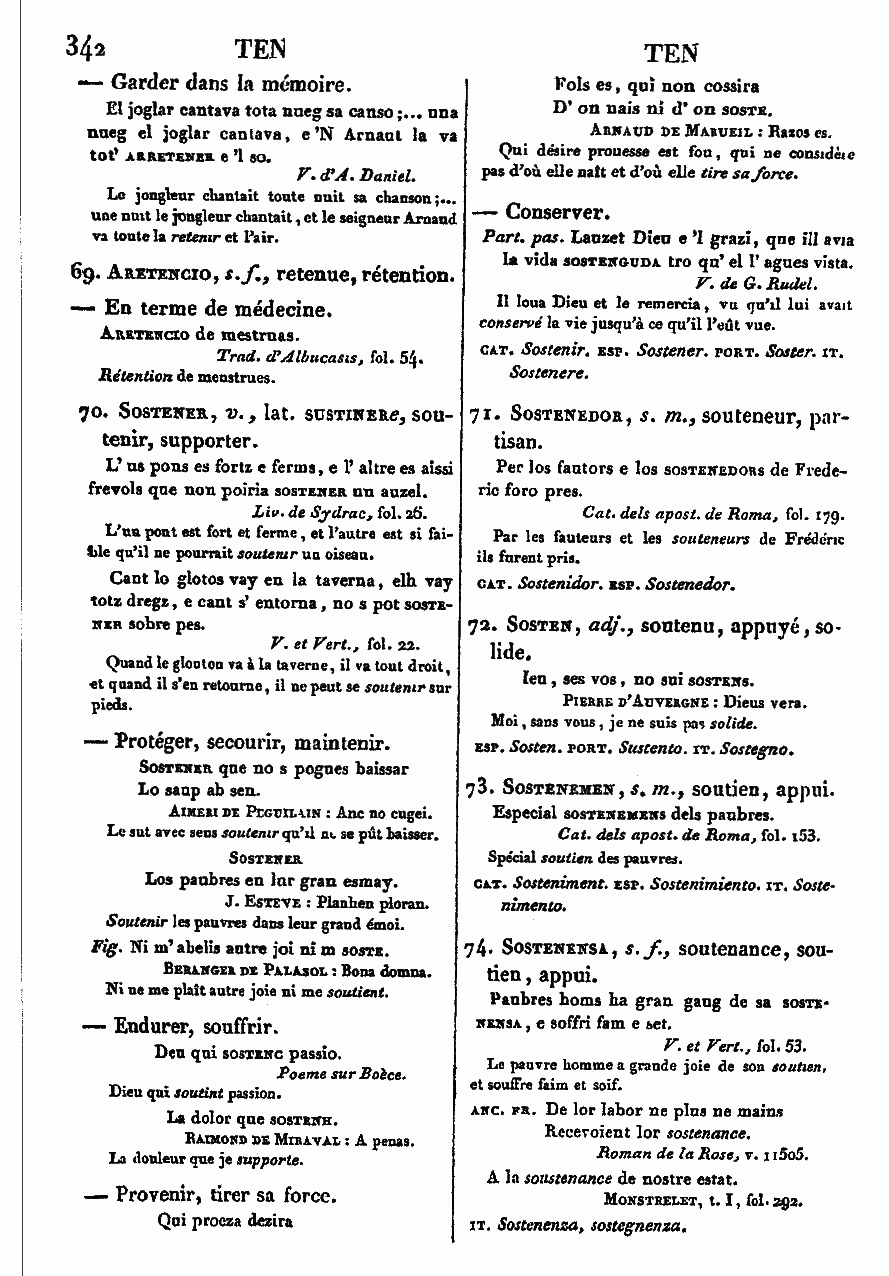 342 TEN TEN
— Garder dans la mémoire.
El joglar cantava tota nueg sa canso;... una
nueg el joglar cantava, e 'N Arnaut la va
tot' ARRETENER e 'l so.
V. d'A. Daniel.
Le jongleur chantait toute nuit sa chanson;...
une nuit le jongleur chantait, et le seigneur Arnaud
va toute la retenir et l'air.
69. ARETENCIO, s. f., retenue, rétention.
— En terme de médecine.
ARETENCIO de mestruas.
Trad. d'Albucasis, fol. 54.
Rétention de menstrues.
70. SOSTENER, v., lat. SUSTINERe, sou-
tenir, supporter.
L' us pons es fortz e ferms, e l' altre es aissi
frevols que non poiria SOSTENER un auzel.
Liv. de Sydrac, fol. 26.
L'un pont est fort et ferme, et l'autre est si fai-
ble qu'il ne pourrait soutenir un oiseau.
Cant lo glotos vay en la taverna, elh vay
totz dregz, e cant s' entorna, no s pot SOSTE-
NER sobre pes.
V. et Vert., fol. 22.
Quand le glouton va à la taverne, il va tout droit,
et quand il s'en retourne, il ne peut se soutenir sur
pieds.
— Protéger, secourir, maintenir.
SOSTENER que no s pogues baissar
Lo saup ab sen.
AIMERI DE PEGUILAIN : Anc no cugei.
Le sut avec sens soutenir qu'il ne se pût baisser.
SOSTENER
Los paubres en lur gran esmay.
J. ESTEVE : Planhen ploran.
Soutenir les pauvres dans leur grand émoi.
Fig. Ni m' abelis autre joi ni m SOSTE.
BERANGER DE PALASOL : Bona domna.
Ni ne me plaît autre joie ni me soutient.
— Endurer, souffrir.
Deu qui SOSTENC passio.
Poeme sur Boèce.
Dieu qui soutint passion.
La dolor que SOSTENH.
RAIMOND DE MIRAVAL : A penas.
La douleur que je supporte.
— Provenir, tirer sa force.
Qui proeza dezira
Fols es, qui non cossira
D' on nais ni d' on SOSTE.
ARNAUD DE MARUEIL : Razos es.
Qui désire prouesse est fou, qui ne considère
pas d'où elle naît et d'où elle tire sa force.
— Conserver.
Part. pas. Lauzet Dieu e 'l grazi, que ill avia
la vida SOSTENGUDA tro qu' el l' agues vista.
V. de G. Rudel.
Il loua Dieu et le remercia, vu qu'il lui avait
conservé la vie jusqu'à ce qu'il l'eût vue.
CAT. Sostenir. ESP. Sostener. PORT. Soster. IT.
Sostenere.
71. SOSTENEDOR, s. m., souteneur, par-
tisan.
Per los fautors e los SOSTENEDORS de Frede-
ric foro pres.
Cat. dels apost. de Roma, fol. 179.
Par les fauteurs et les souteneurs de Frédéric
ils furent pris.
CAT. Sostenidor. ESP. Sostenedor.
72. SOSTEN, adj., soutenu, appuyé, so-
lide.
Ieu, ses vos, no sui SOSTENS.
PIERRE D'AUVERGNE : Dieus vera.
Moi, sans vous, je ne suis pas solide.
ESP. Sosten. PORT. Sustento. IT. Sostegno.
73. SOSTENEMEN, s. m., soutien, appui.
Especial SOSTENEMENS dels paubres.
Cat. dels apost. de Roma, fol. 153.
Spécial soutien des pauvres.
CAT. Sosteniment. ESP. Sostenimiento. IT. Soste-
nimento.
74. SOSTENENSA, s. f., soutenance, sou-
tien, appui.
Paubres homs ha gran gaug de sa SOSTE-
NENSA, e soffri fam e set.
V. et Vert., fol. 53.
Le pauvre homme a grande joie de son soutien,
et souffre faim et soif.
ANC. FR. De lor labor ne plus ne mains
Recevoient lor sostenance.
Roman de la Rose, v. 11505.
A la soustenance de nostre estat.
MONSTRELET, t. I, fol. 292.
IT. Sostenenza, sostegnenza.